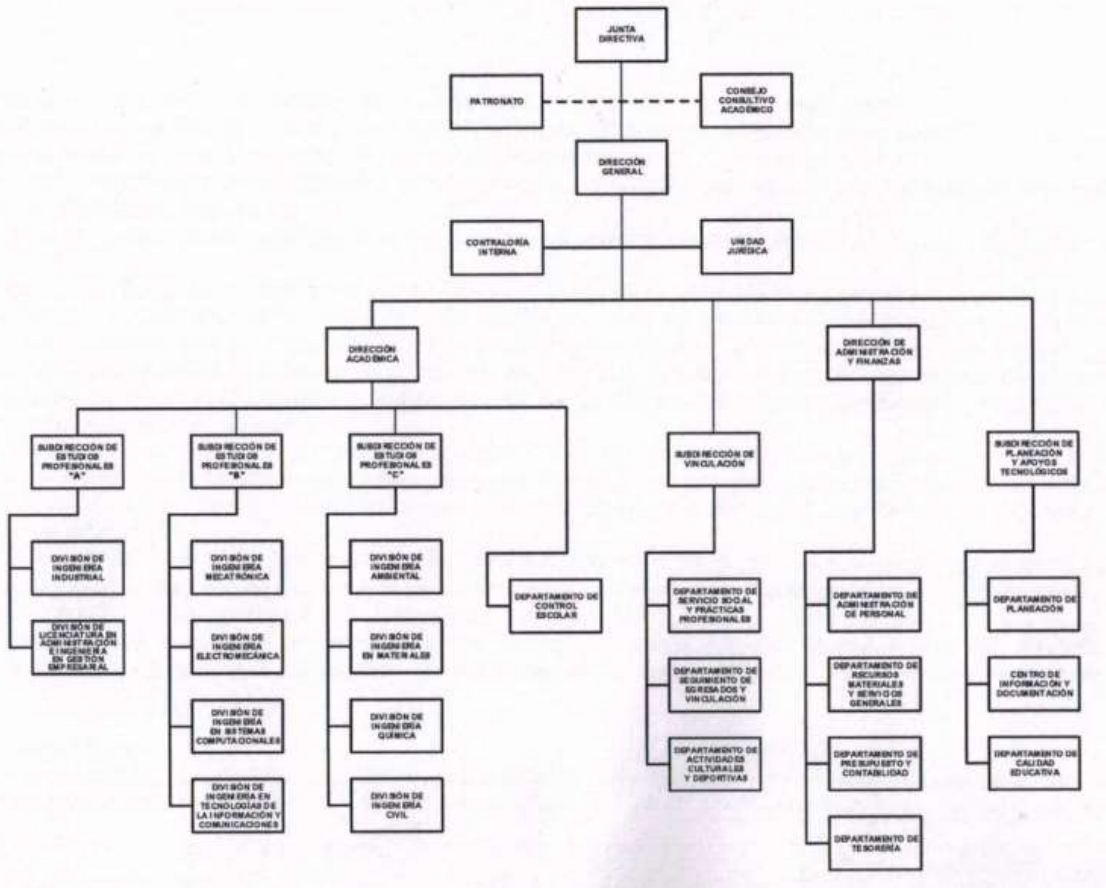 JUNTA
DIRECTIVA
PATRONATO
CONSEJO
CONSULTIVO
ACADÉMICO
DIRECCIÓN
GENERAL
CONTRALORÍA
INTERNA
UNIDAD
JURÍDICA
DIRECCIÓN
ACADÉMICA
DIRECCIÓN DE
ADMINISTRACIÓN
Y FINANZAS
SUBDIRECCIÓN DE
ESTUDIOS
PROFESIONALES
"A"
SUBDIRECCIÓN DE
ESTUDIOS
PROFESIONALES
"B"
SUBDIRECCIÓN DE
ESTUDIOS
PROFESIONALES
"C"
SUBDIRECCIÓN DE
VINCULACIÓN
SUBDIRECCIÓN DE
PLANEACIÓN
Y APOYOS
TECNOLÓGICOS
DIVISIÓN DE
INGENIERÍA
INDUSTRIAL
DIVISIÓN DE
LICENCIATURA EN
ADMINISTRACIÓN
E INGENIERÍA
EN GESTIÓN
EMPRESARIAL
DIVISIÓN DE
INGENIERÍA
MECATRÓNICA
DIVISIÓN DE
INGENIERÍA
ELECTROMECÁNICA
DIVISIÓN DE
INGENIERÍA
EN SISTEMAS
COMPUTACIONALES
DIVISIÓN DE
INGENIERÍA EN
TECNOLOGÍAS DE
LA INFORMACIÓN Y
COMUNICACIONES
DIVISIÓN DE
INGENIERÍA
AMBIENTAL
DIVISIÓN DE
INGENIERÍA
EN MATERIALES
DIVISIÓN DE
INGENIERÍA
QUÍMICA
DIVISIÓN DE
INGENIERÍA
CIVIL
DEPARTAMENTO DE
CONTROL
ESCOLAR
DEPARTAMENTO DE
SERVICIO SOCIAL
Y PRÁCTICAS
PROFESIONALES
DEPARTAMENTO DE
SEGUIMIENTO DE
EGRESADOS Y
VINCULACIÓN
DEPARTAMENTO DE
ACTIVIDADES
CULTURALES
Y DEPORTIVAS
DEPARTAMENTO DE
ADMINISTRACIÓN
DE PERSONAL
DEPARTAMENTO DE
RECURSOS
MATERIALES
Y SERVICIOS
GENERALES
DEPARTAMENTO DE
PRESUPUESTO Y
CONTABILIDAD
DEPARTAMENTO DE
TESORERÍA
DEPARTAMENTO DE
PLANEACIÓN
CENTRO DE
INFORMACIÓN Y
DOCUMENTACIÓN
DEPARTAMENTO DE
CALIDAD
EDUCATIVA